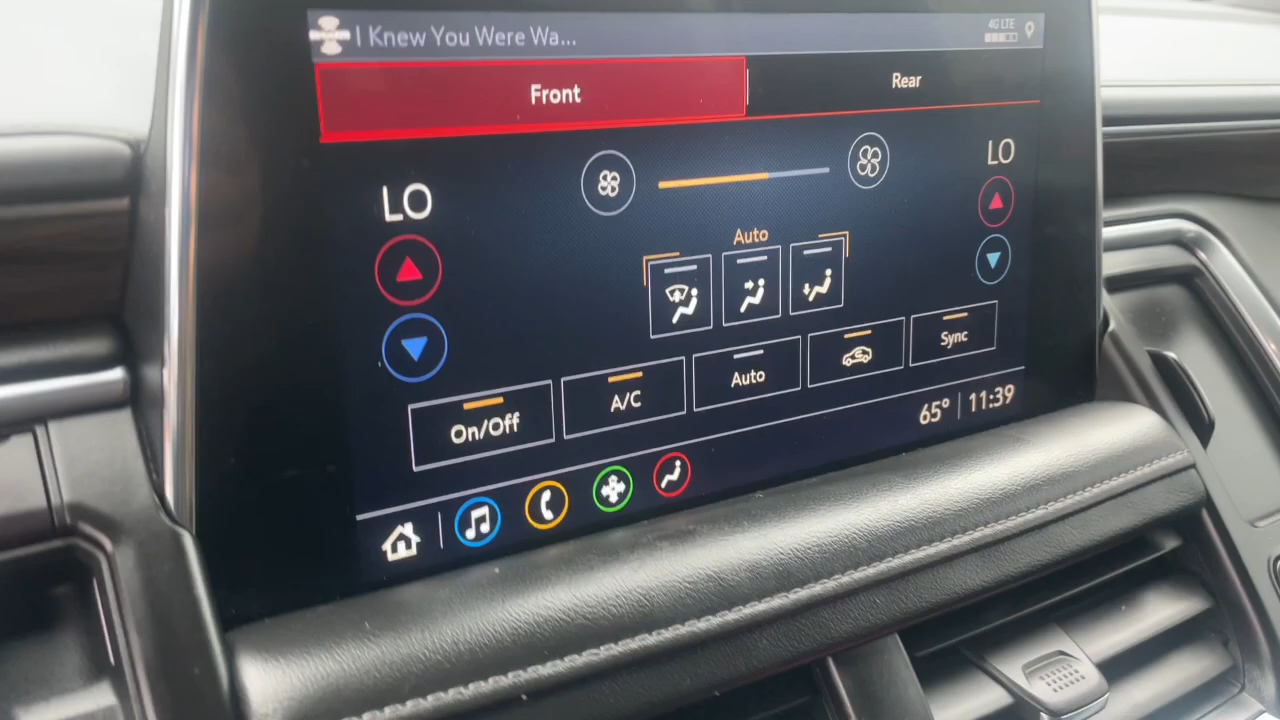 I Knew You Were Wa...
4G LTE
Front
Rear
LO
LO
Auto
On/Off
A/C
Auto
Sync
65° 11:39